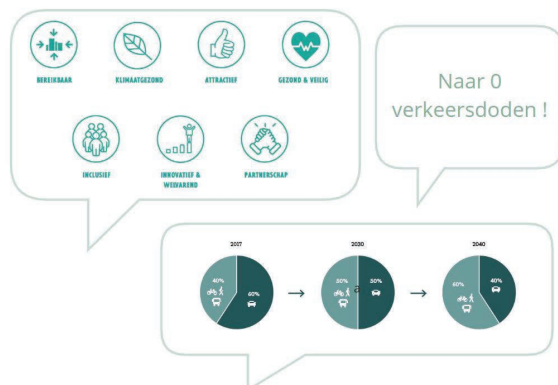 BEREIKBAAR
KLIMAATGEZOND
ATTRACTIEF
GEZOND & VEILIG
INCLUSIEF
INNOVATIEF &
WELVAREND
PARTNERSCHAP
Naar 0
verkeersdoden !
2017
2020
2040
40%
60%
50%
a
50%
60%
40%